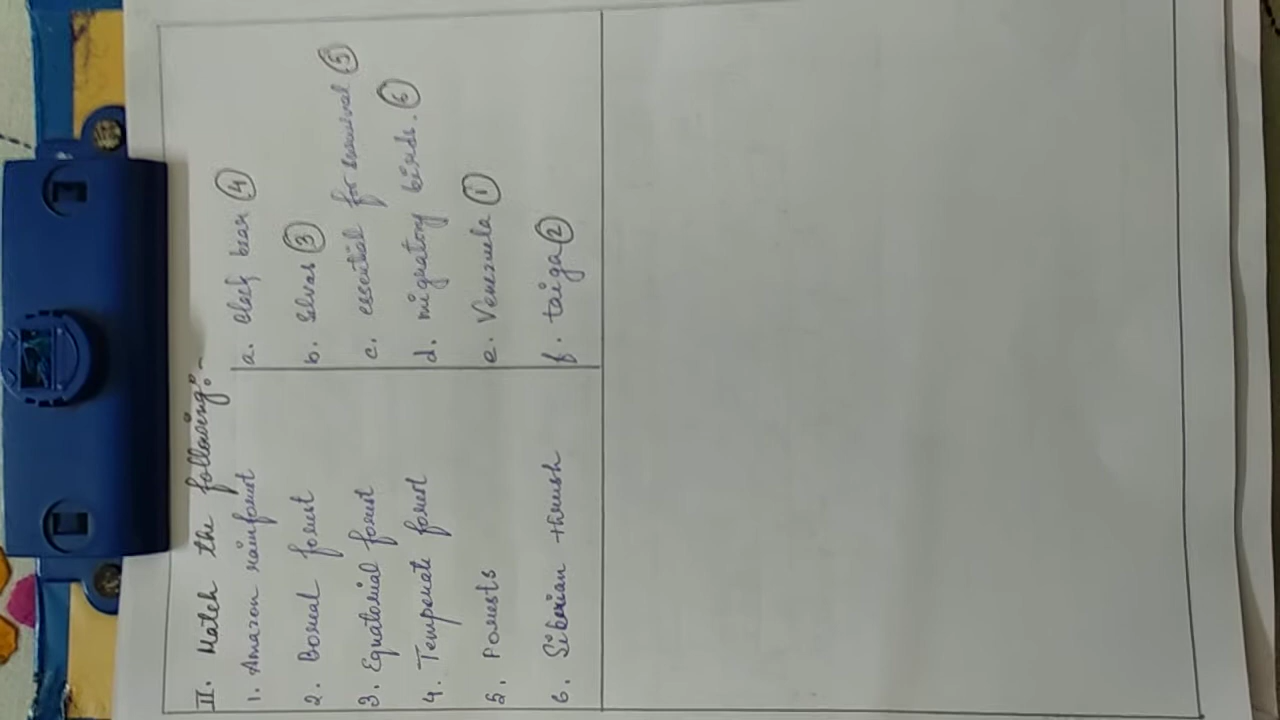 II. Match the following:-
1. Amazon rainforest a. black bear ④
2. Boreal forest b. Selvas ③
3. Equatorial forest c. essential for survival ⑤
4. Temperate forest d. migratory birds. ⑥
5. Forests e. Venezuela ①
6. Siberian thrush f. taiga ②